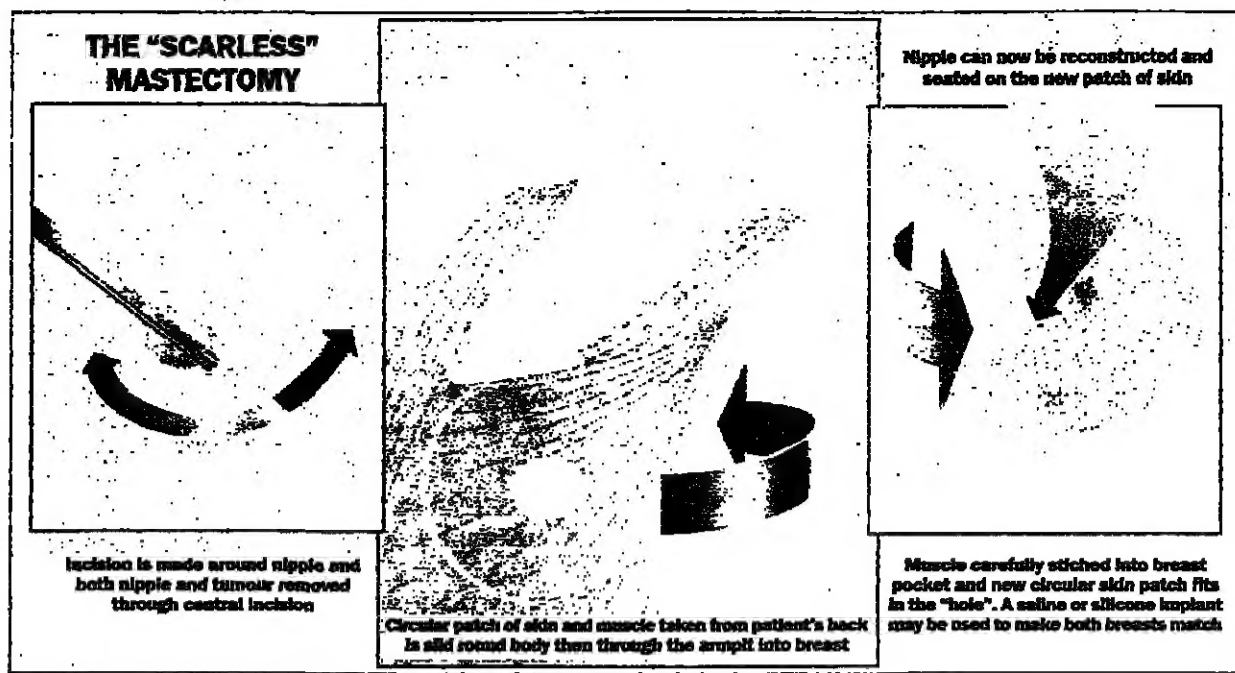 THE "SCARLESS"
MASTECTOMY
Incision is made around nipple and
both nipple and tumour removed
through central incision
Circular patch of skin and muscle taken from patient's back
is slid round body then through the armpit into breast
Nipple can now be reconstructed and
seated on the new patch of skin
Muscle carefully stiched into breast
pocket and new circular skin patch fits
in the "hole". A saline or silicone implant
may be used to make both breasts match